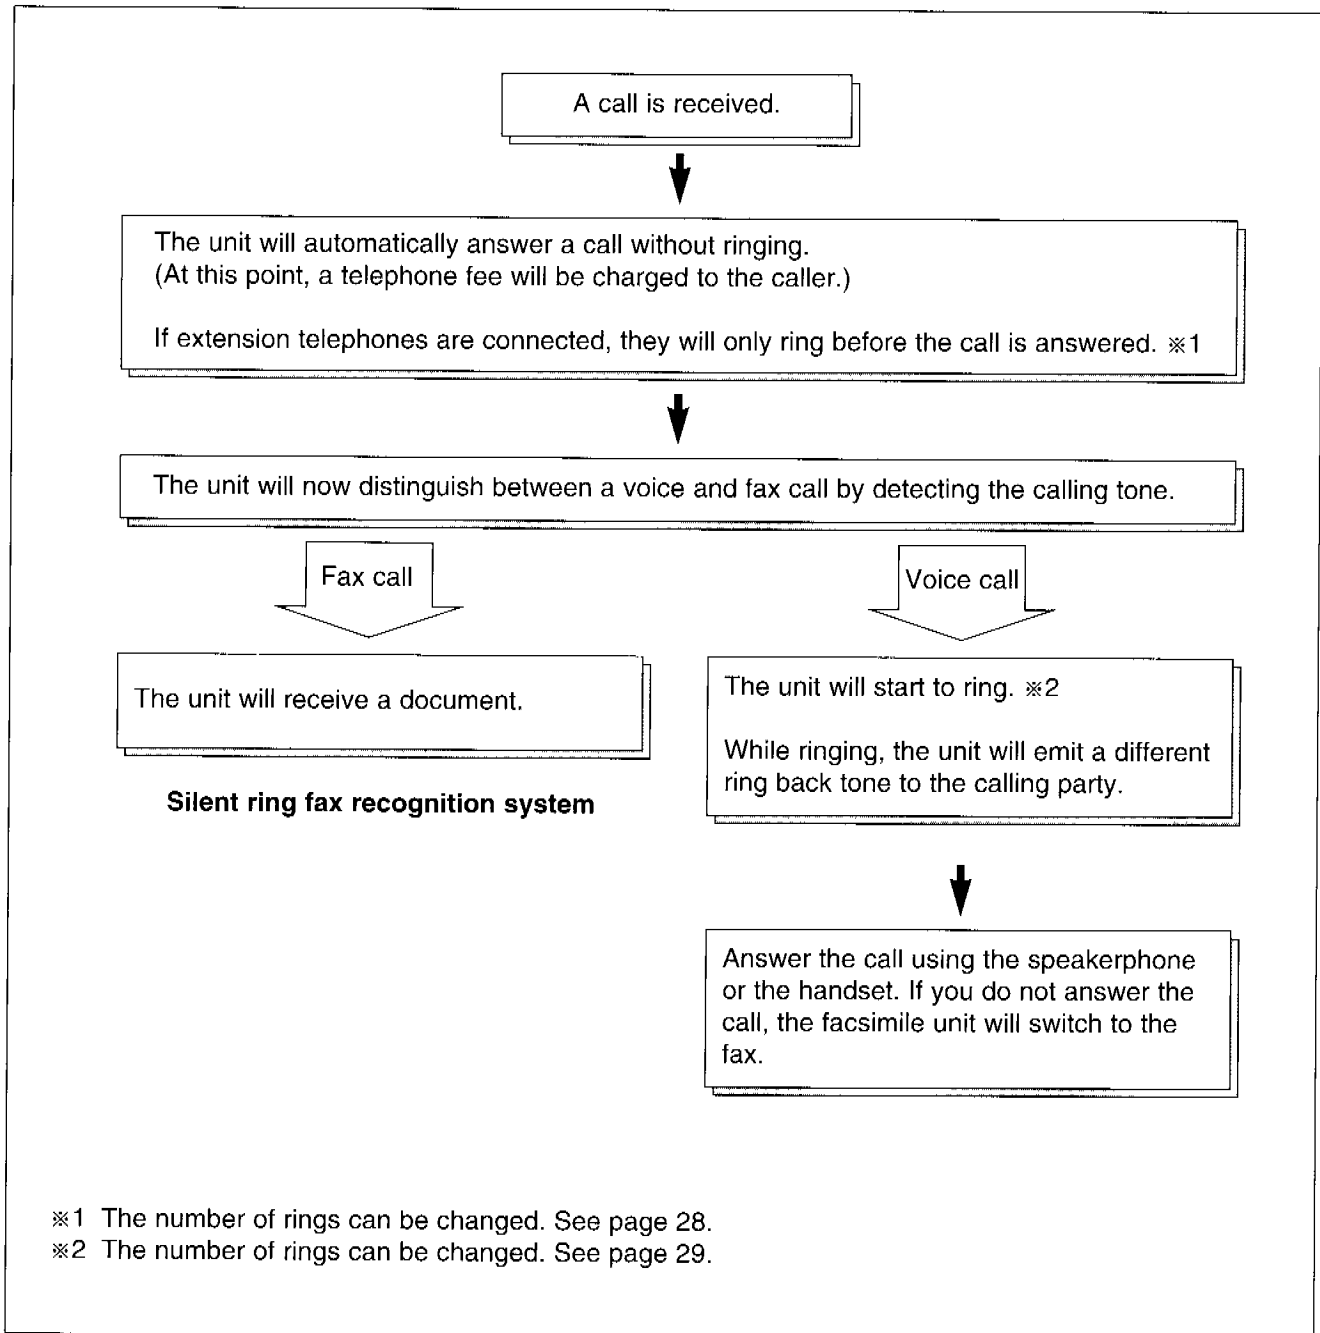 A call is received.
The unit will automatically answer a call without ringing.
(At this point, a telephone fee will be charged to the caller.)
If extension telephones are connected, they will only ring before the call is answered. ※1
The unit will now distinguish between a voice and fax call by detecting the calling tone.
Fax call
The unit will receive a document.
Silent ring fax recognition system
Voice call
The unit will start to ring. ※2
While ringing, the unit will emit a different
ring back tone to the calling party.
Answer the call using the speakerphone
or the handset. If you do not answer the
call, the facsimile unit will switch to the
fax.
※1 The number of rings can be changed. See page 28.
※2 The number of rings can be changed. See page 29.